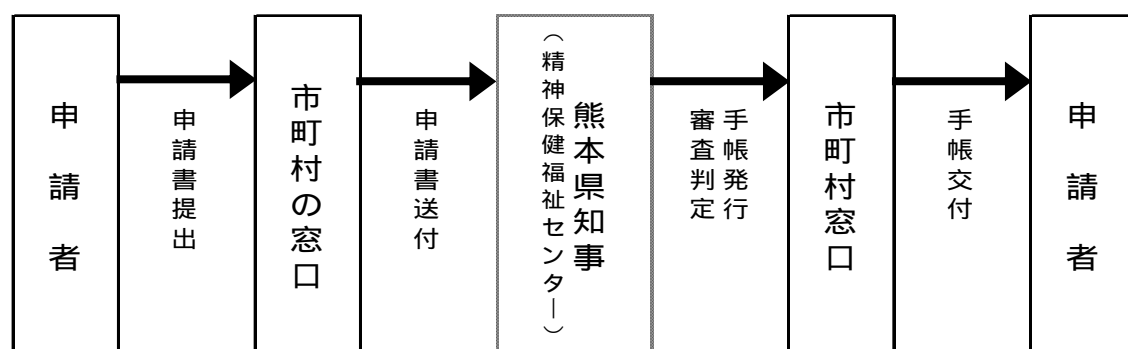 申請者
申請書提出
市町村の窓口
申請書送付
熊本県知事
（精神保健福祉センター）
手帳発行
審査判定
市町村窓口
手帳交付
申請者